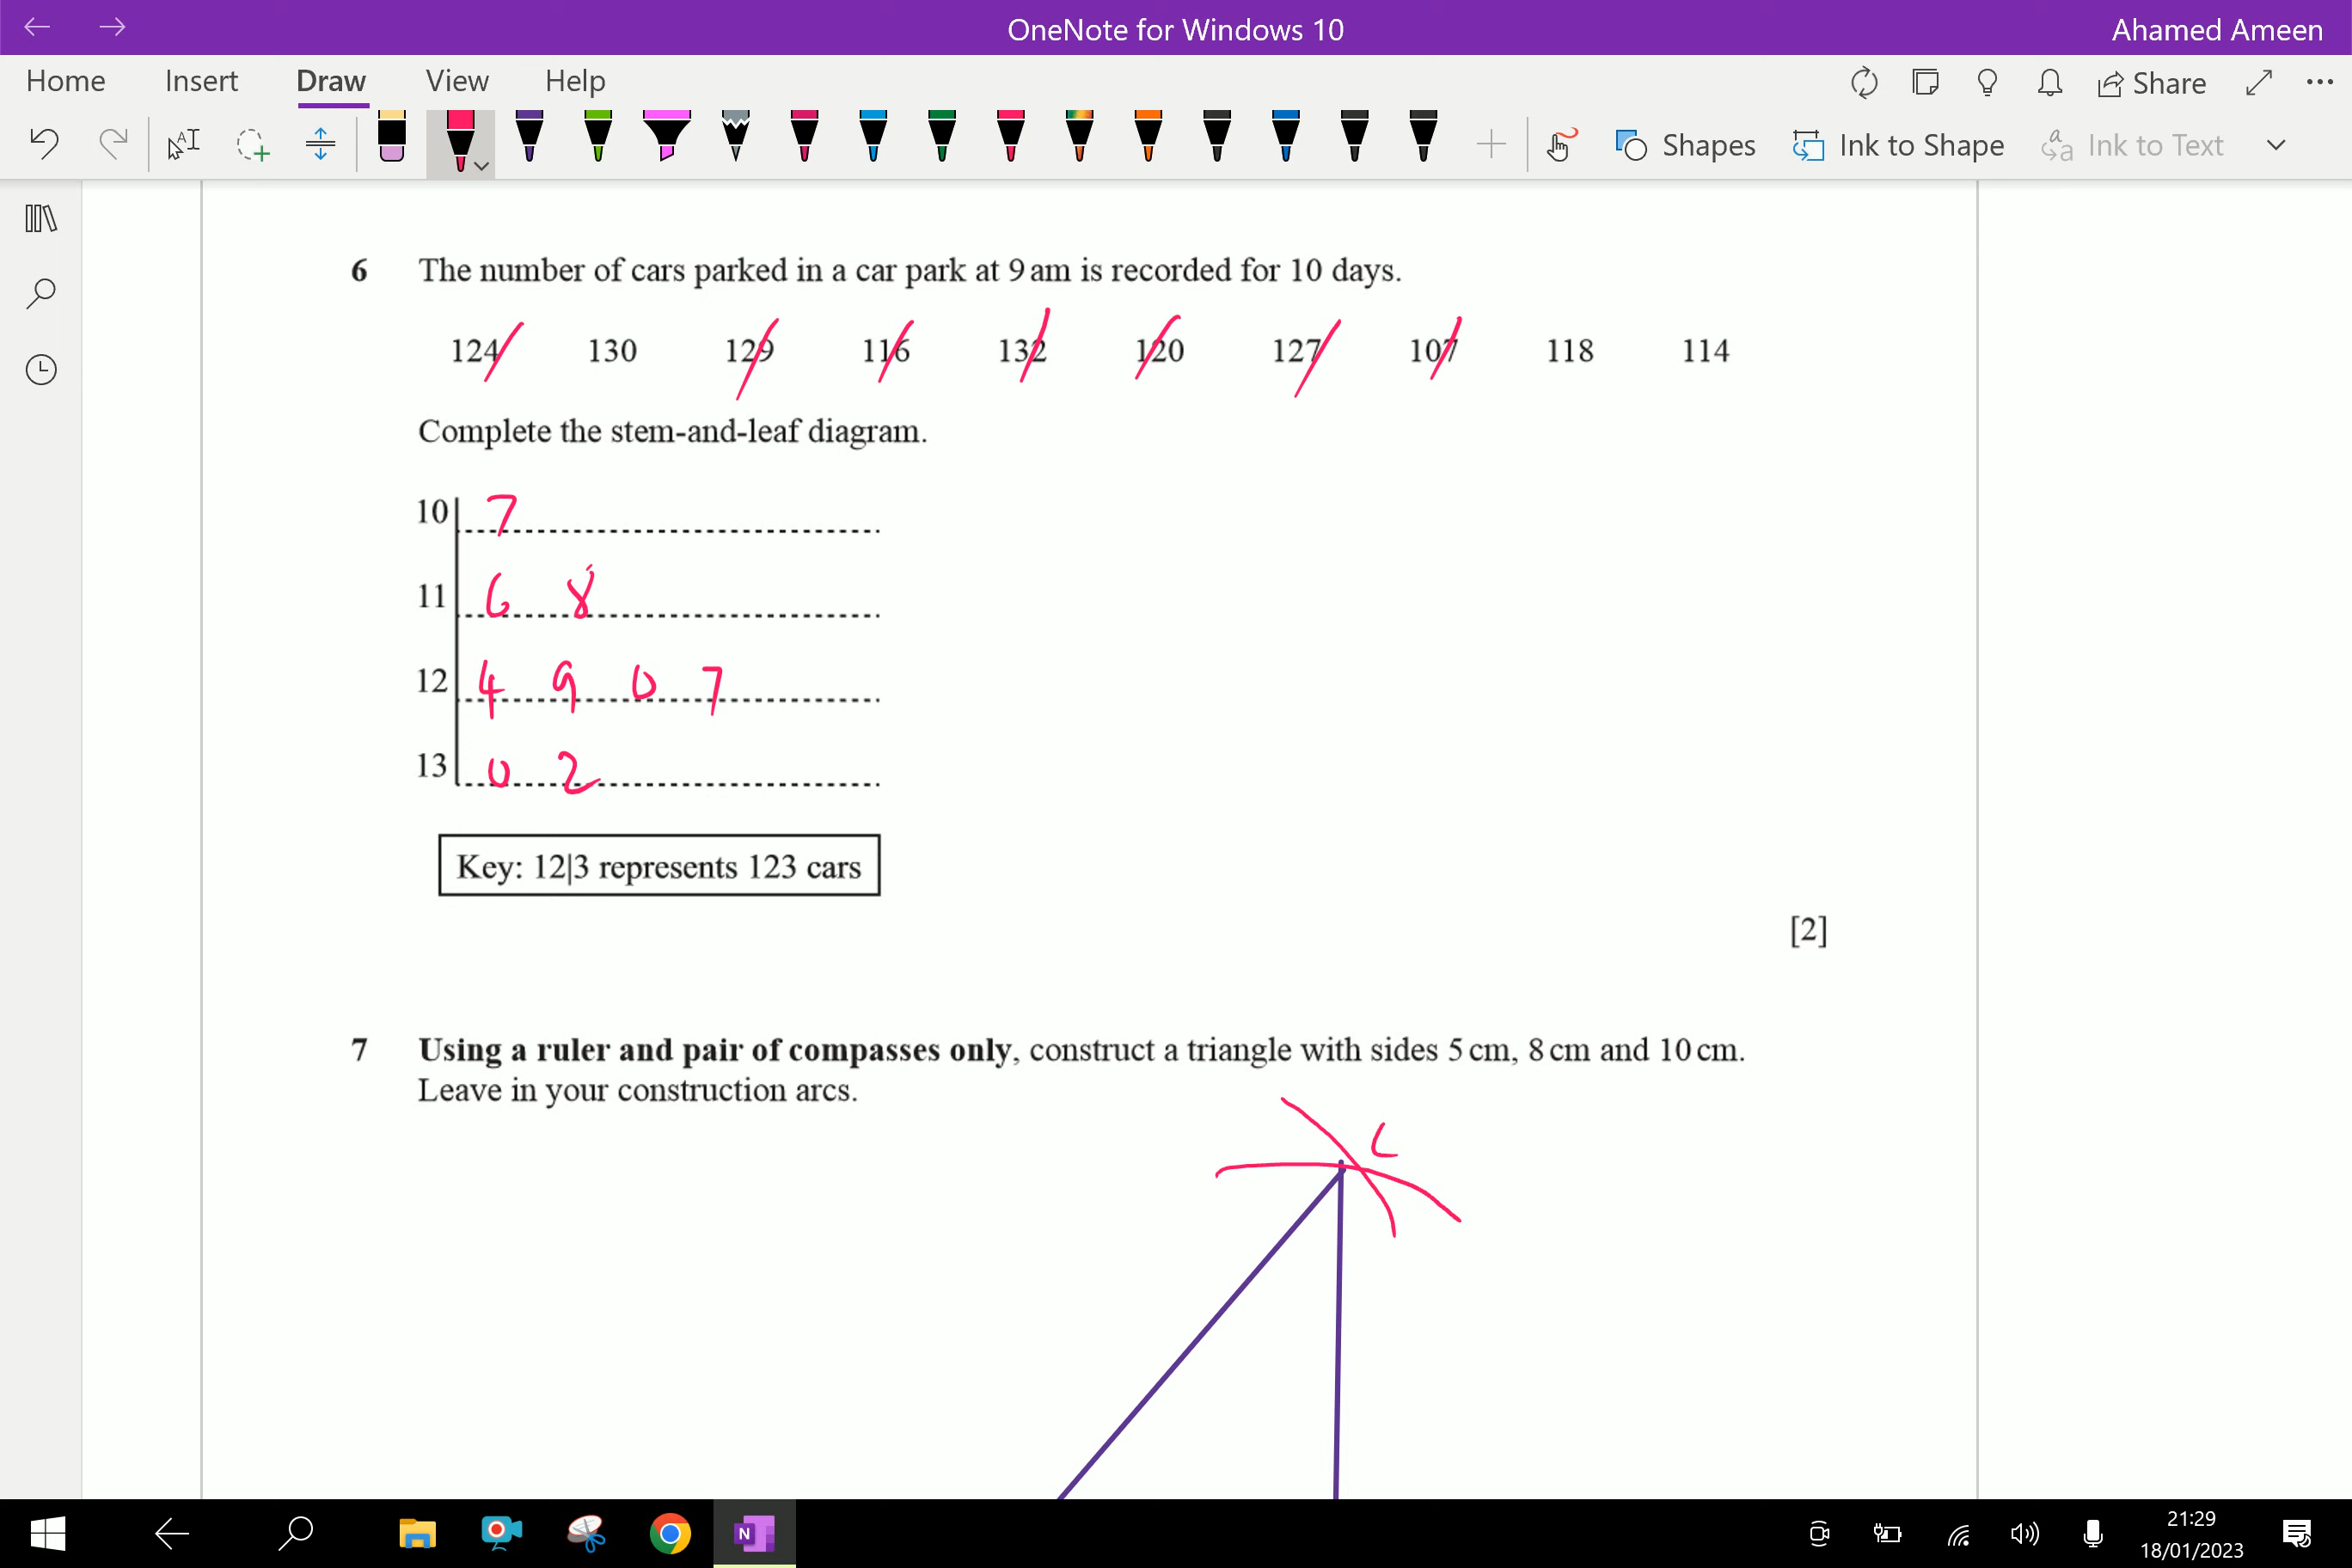 OneNote for Windows 10
Ahamed Ameen
Home Insert Draw View Help
Share
Shapes Ink to Shape Ink to Text
6 The number of cars parked in a car park at 9 am is recorded for 10 days.
124 130 129 116 132 120 127 107 118 114
Complete the stem-and-leaf diagram.
10 7
11 6 8
12 4 9 0 7
13 0 2
Key: 12|3 represents 123 cars
[2]
7 Using a ruler and pair of compasses only, construct a triangle with sides 5 cm, 8 cm and 10 cm.
Leave in your construction arcs.
C
N
21:29
18/01/2023